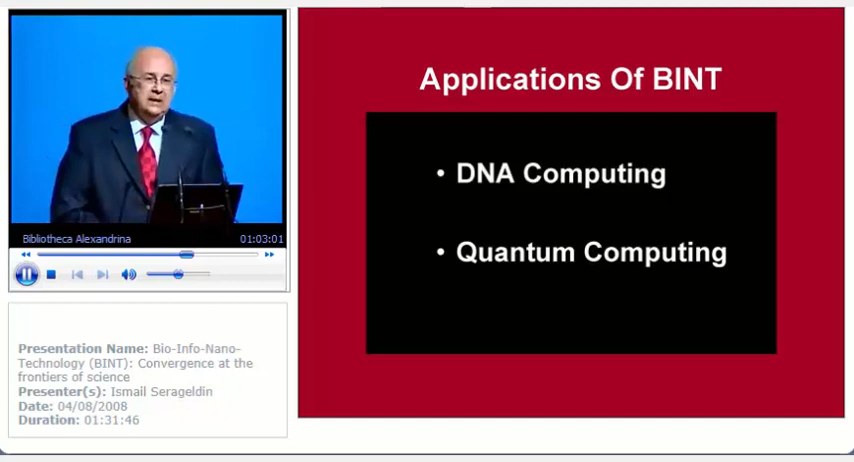 Bibliotheca Alexandrina 01:03:01
Presentation Name: Bio-Info-Nano-
Technology (BINT): Convergence at the
frontiers of science
Presenter(s): Ismail Serageldin
Date: 04/08/2008
Duration: 01:31:46
Applications Of BINT
• DNA Computing
• Quantum Computing